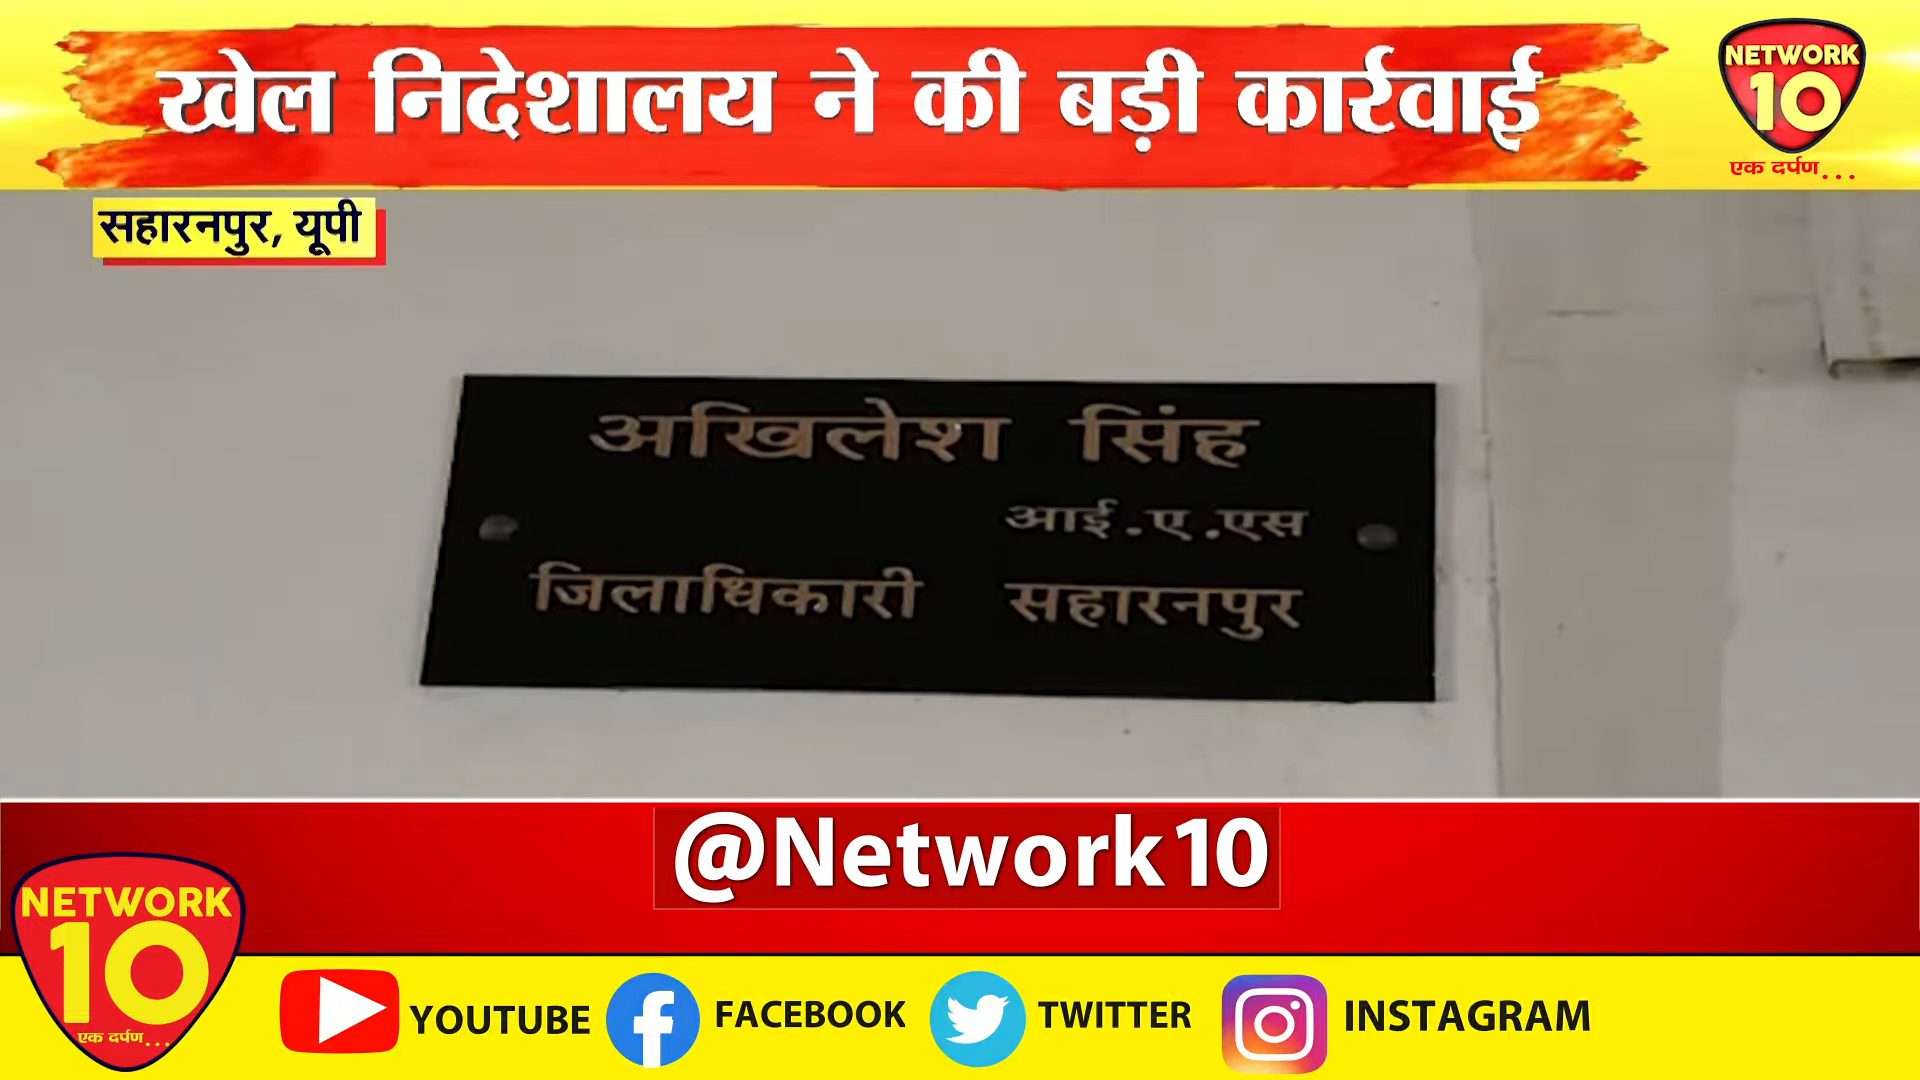 खेल निदेशालय ने की बड़ी कार्रवाई
NETWORK
10
एक दर्पण...
सहारनपुर, यूपी
अखिलेश सिंह
आई.ए.एस
जिलाधिकारी सहारनपुर
@Network10
NETWORK
10
एक दर्पण...
YOUTUBE FACEBOOK TWITTER INSTAGRAM